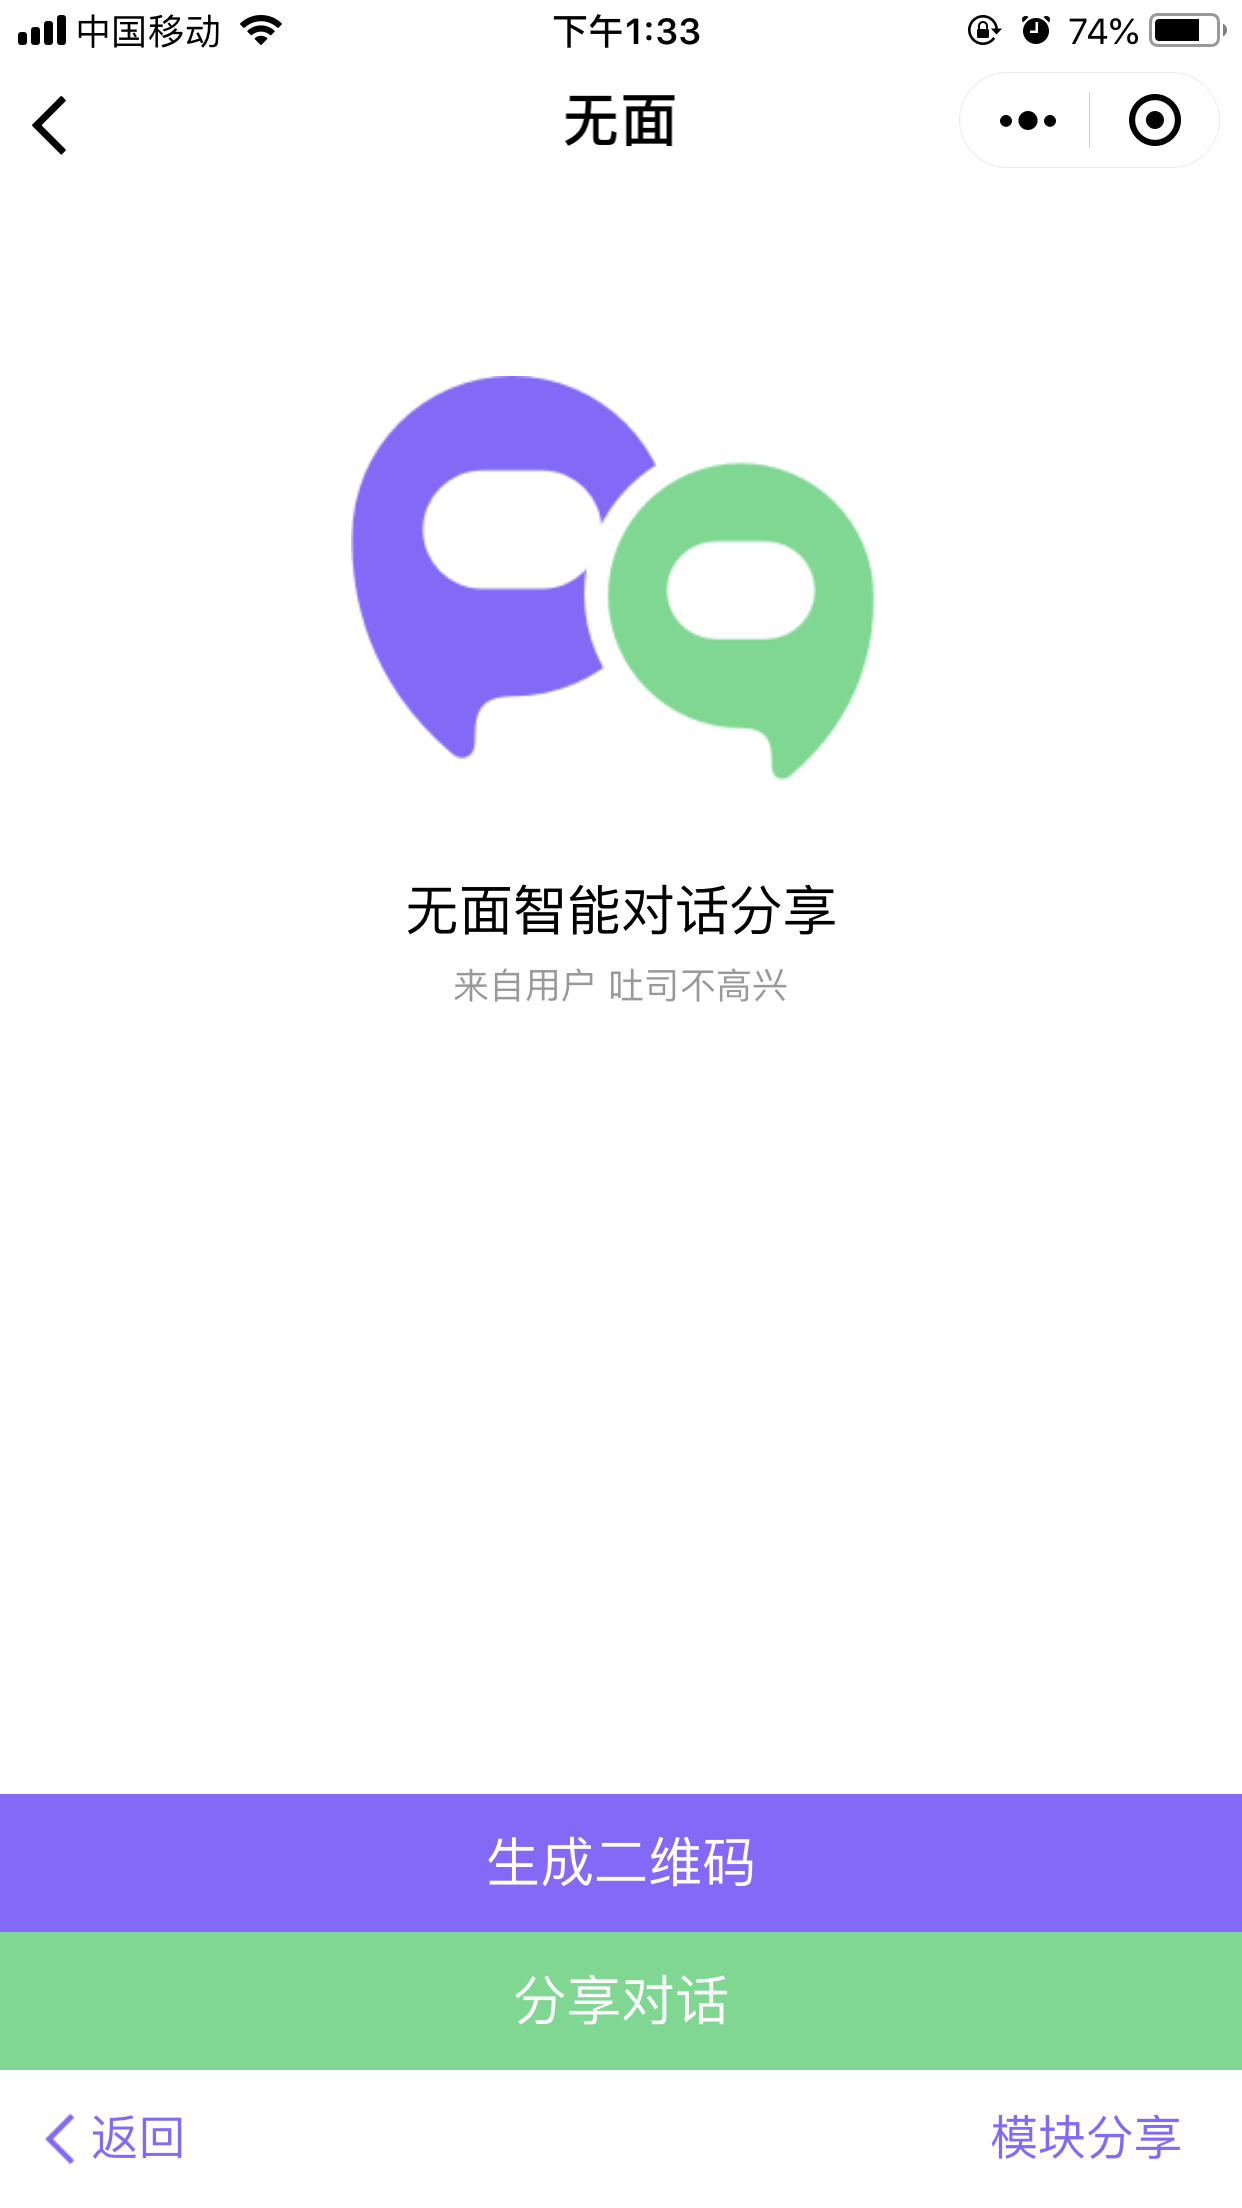 中国移动 下午1:33 74%
无面
无面智能对话分享
来自用户 吐司不高兴
生成二维码
分享对话
返回 模块分享